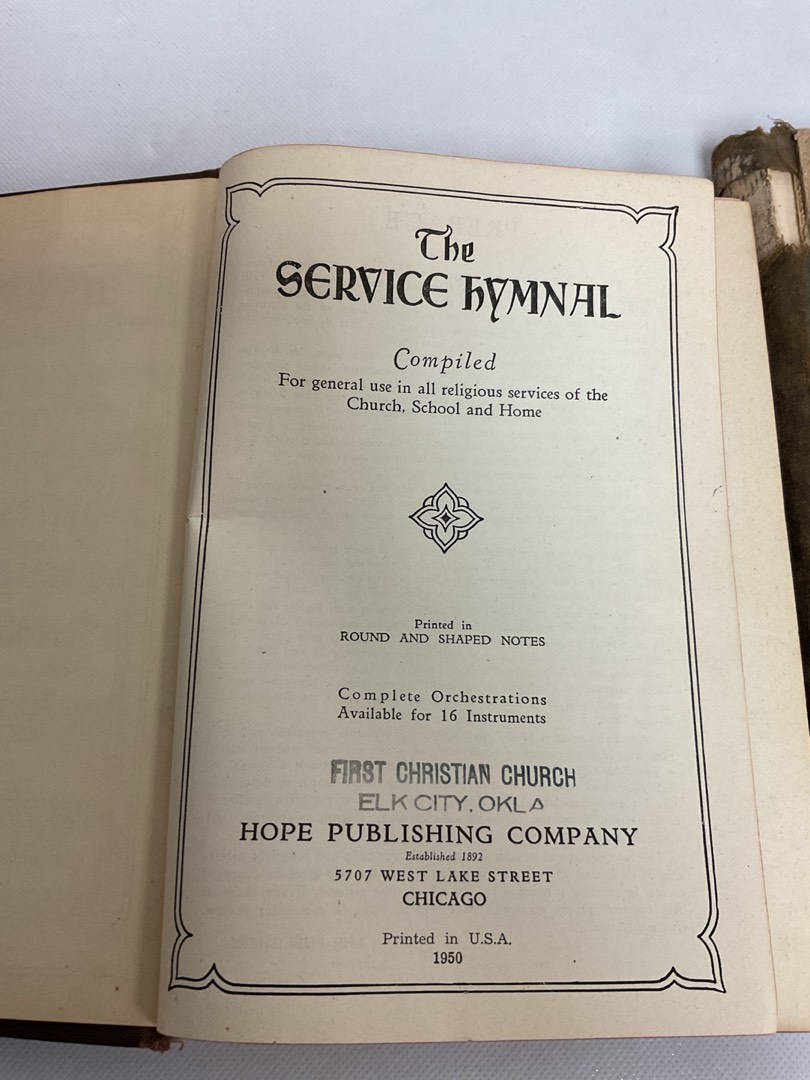 The
SERVICE HYMNAL
Compiled
For general use in all religious services of the
Church, School and Home
Printed in
ROUND AND SHAPED NOTES
Complete Orchestrations
Available for 16 Instruments
FIRST CHRISTIAN CHURCH
ELK CITY, OKLA
HOPE PUBLISHING COMPANY
Established 1892
5707 WEST LAKE STREET
CHICAGO
Printed in U.S.A.
1950